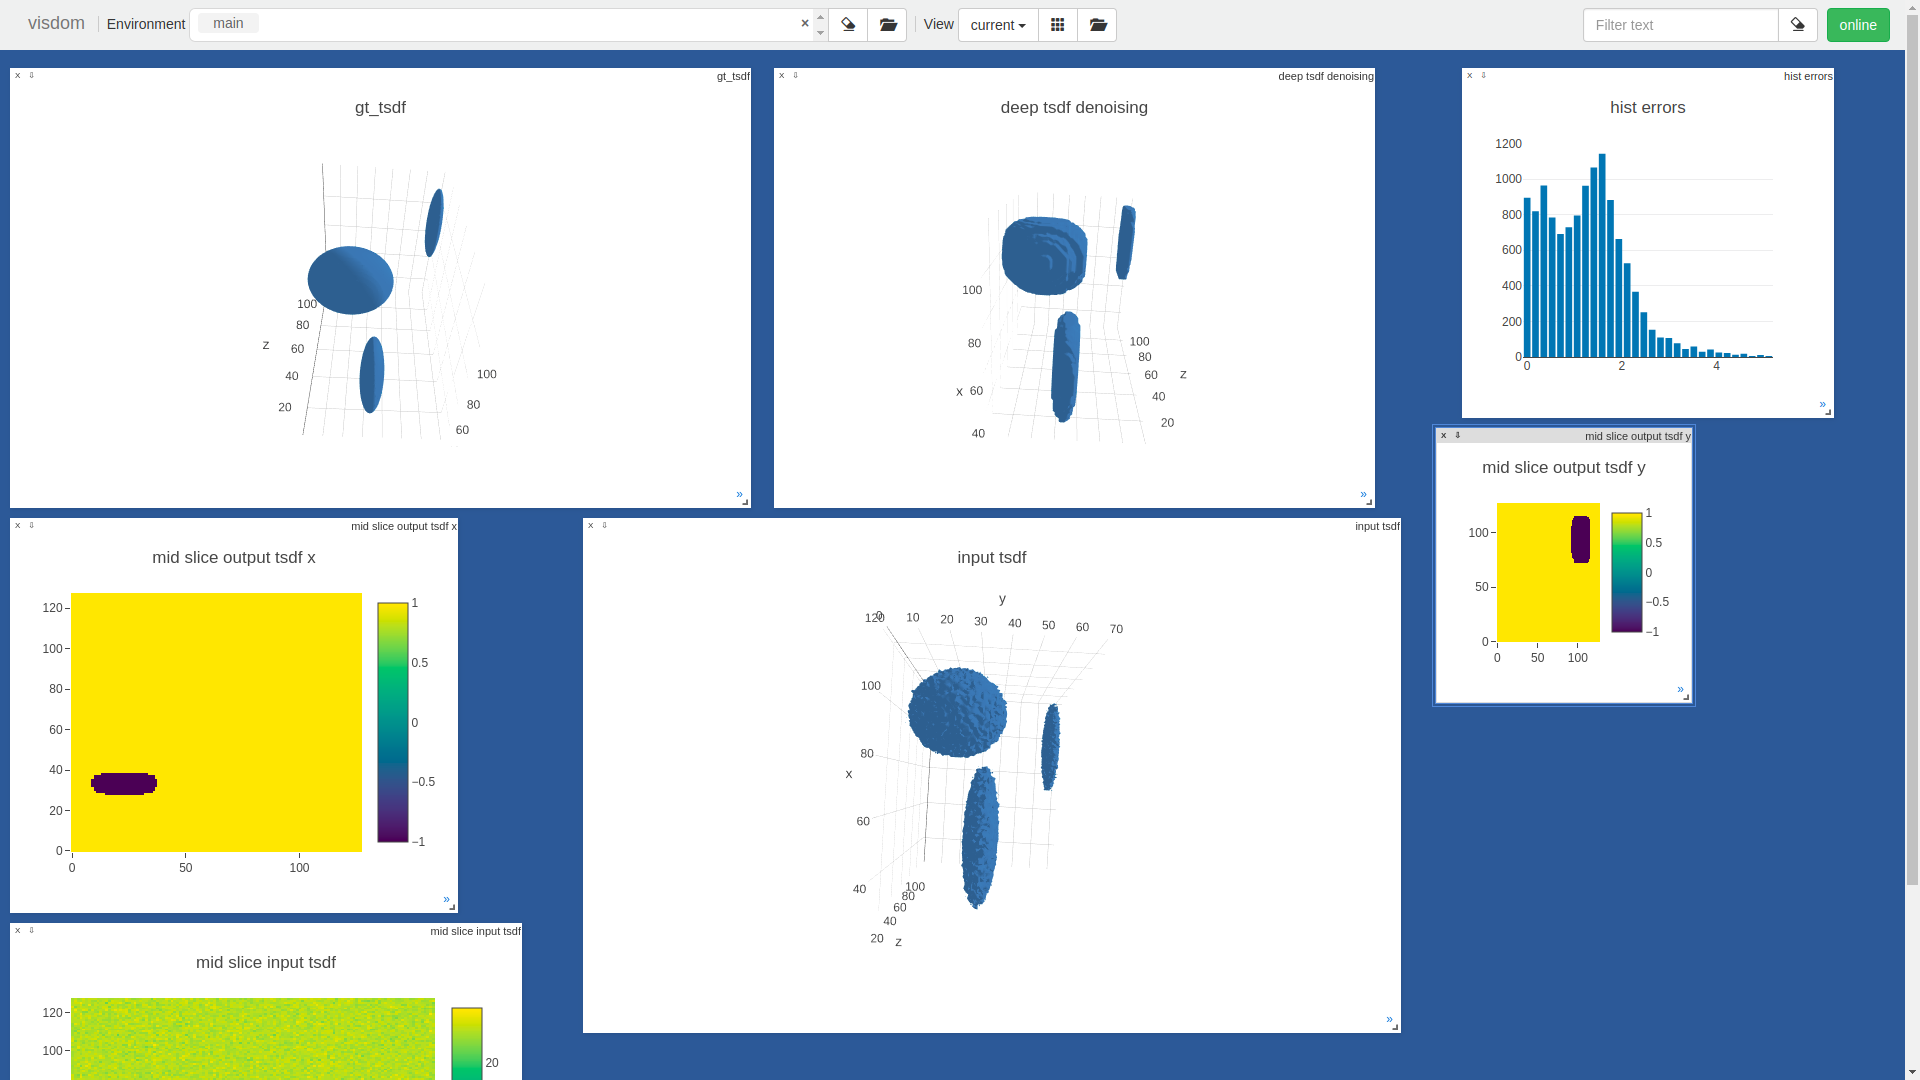 visdom Environment main × View current Filter text online
X ⇩ gt_tsdf
gt_tsdf
100
80
z 60
40
20
100
80
60
»
X ⇩ deep tsdf denoising
deep tsdf denoising
100
80
x 60
40
100
80
60 z
40
20
»
X ⇩ hist errors
hist errors
1200
1000
800
600
400
200
0
0 2 4
»
X ⇩ mid slice output tsdf y
mid slice output tsdf y
100
50
0
0 50 100
1
0.5
0
−0.5
−1
»
X ⇩ mid slice output tsdf x
mid slice output tsdf x
120
100
80
60
40
20
0
0 50 100
1
0.5
0
−0.5
−1
»
X ⇩ input tsdf
input tsdf
y
120 0 10 20 30 40 50 60 70
100
80
x
60
40
100
80
60
40
20 z
»
X ⇩ mid slice input tsdf
mid slice input tsdf
120
100
20